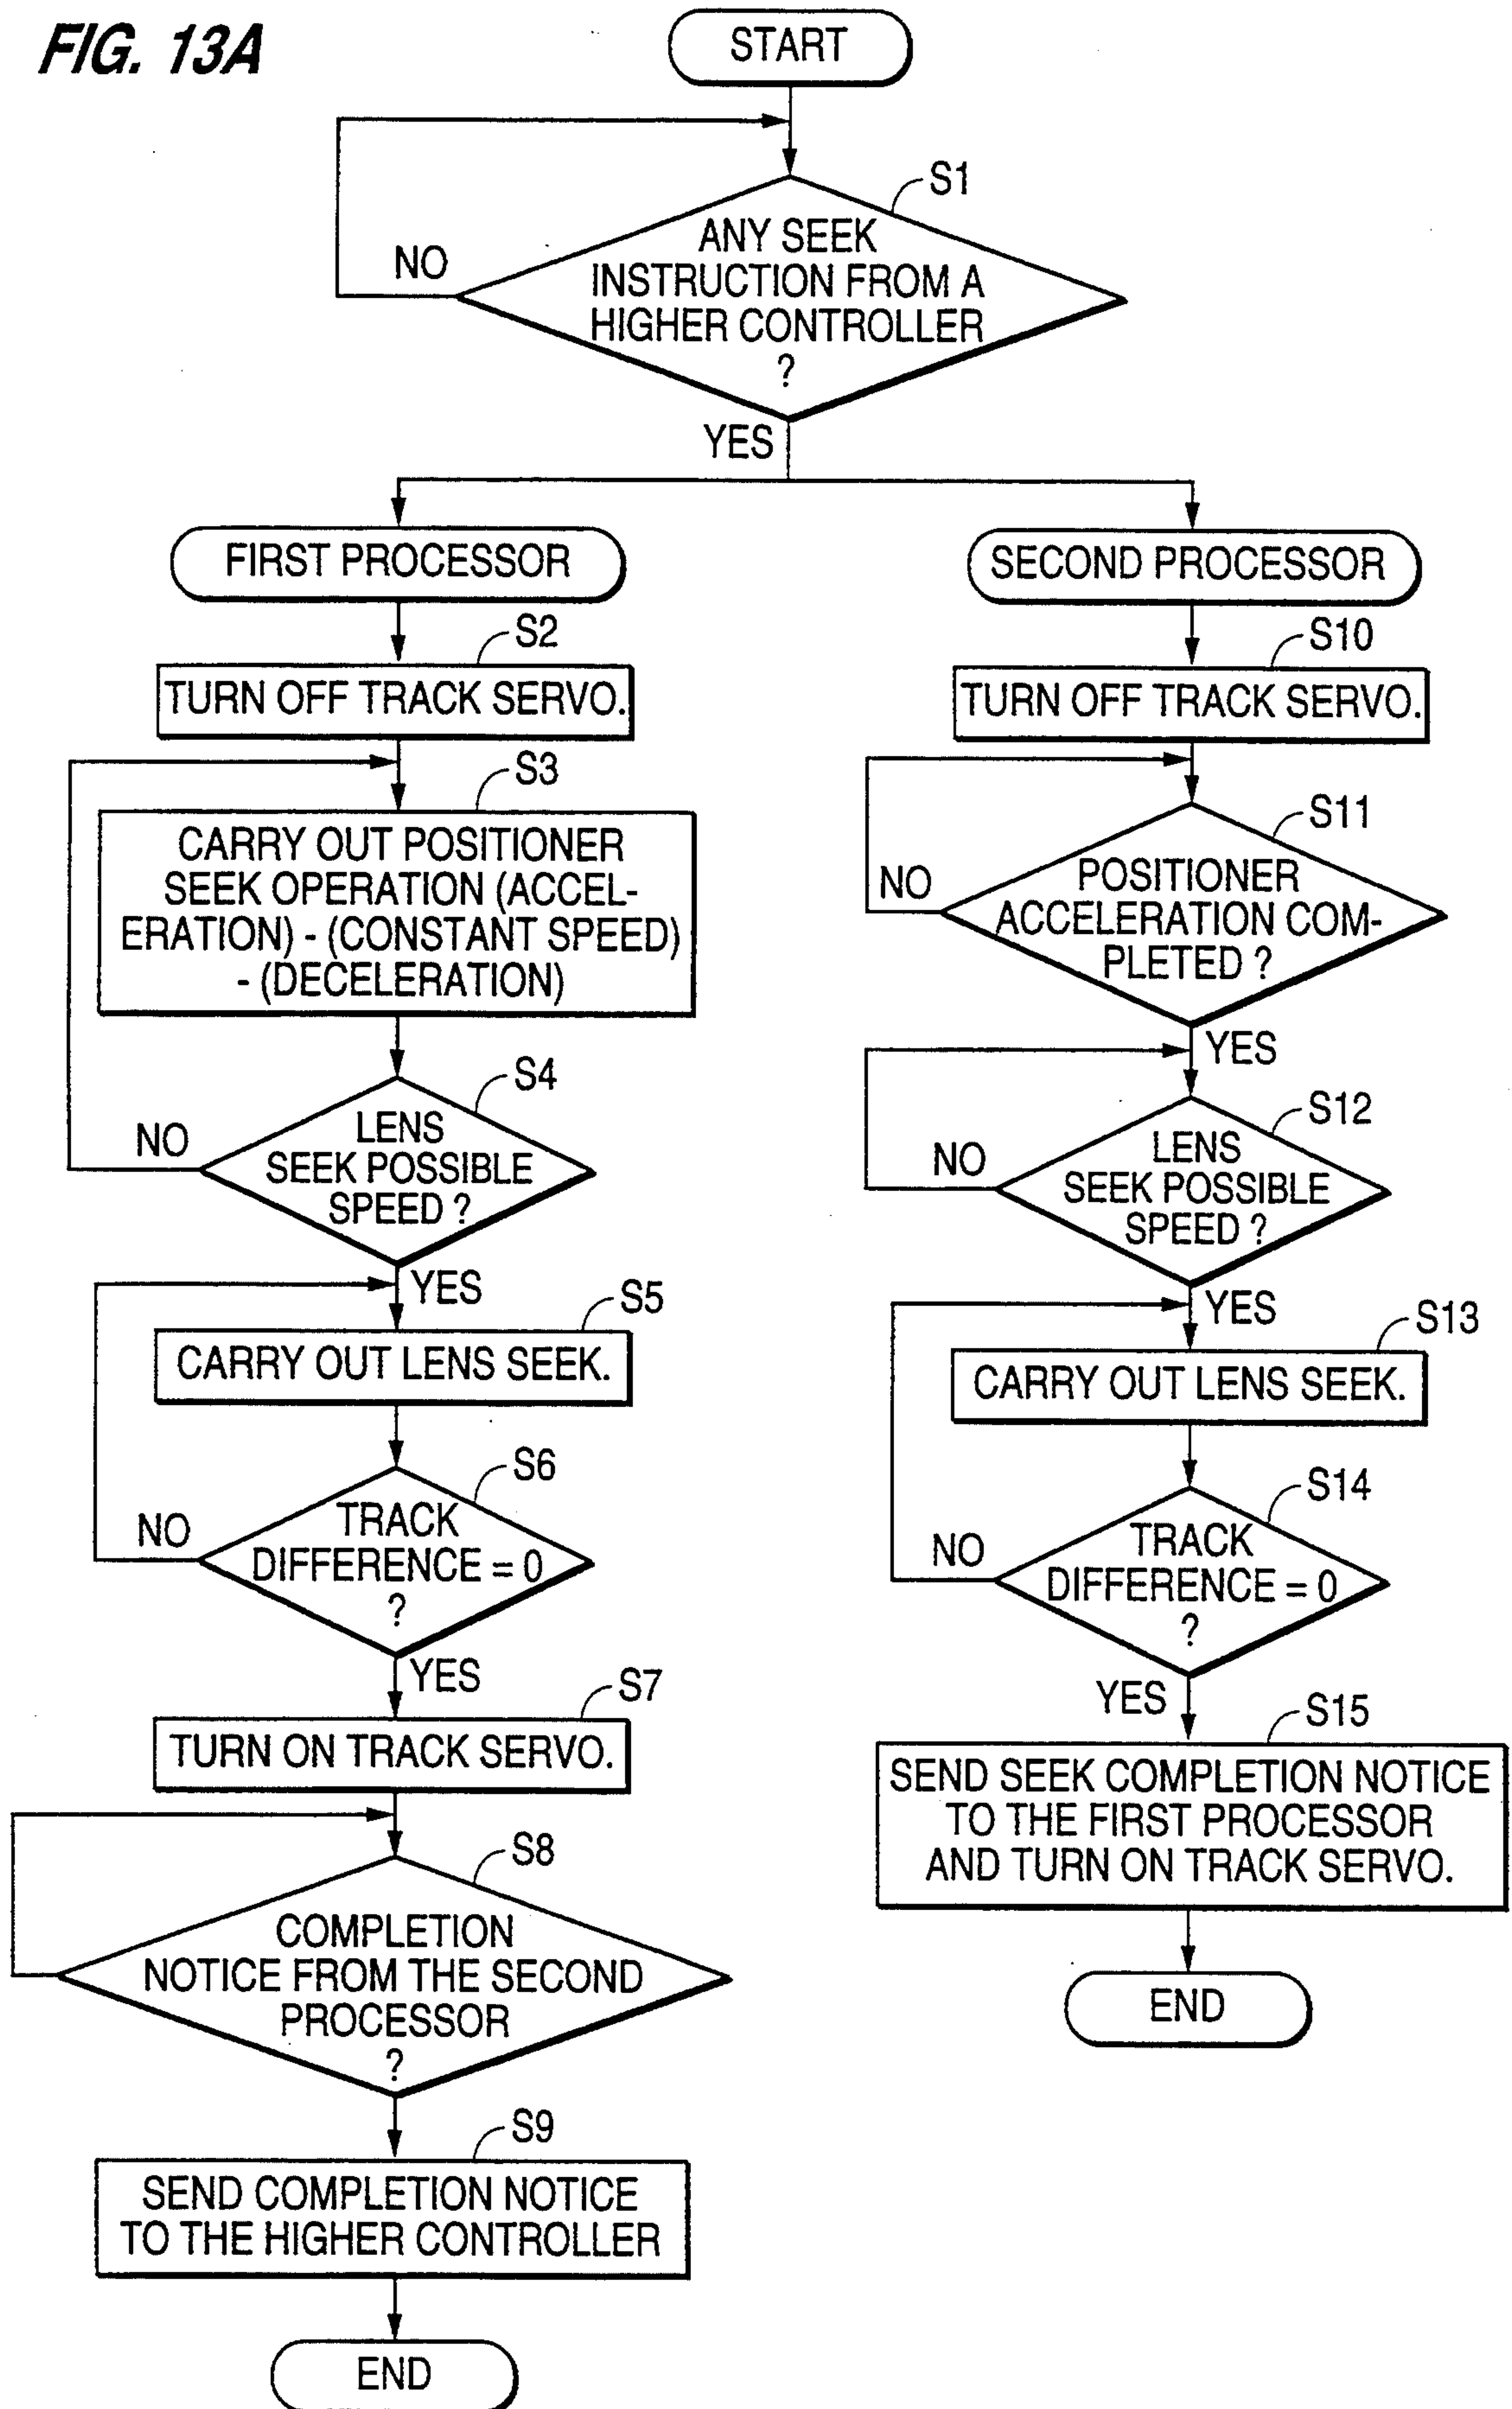 FIG. 13A
START
S1
ANY SEEK
INSTRUCTION FROM A
HIGHER CONTROLLER
?
NO
YES
FIRST PROCESSOR
S2
TURN OFF TRACK SERVO.
S3
CARRY OUT POSITIONER
SEEK OPERATION (ACCEL-
ERATION) - (CONSTANT SPEED)
- (DECELERATION)
S4
LENS
SEEK POSSIBLE
SPEED ?
NO
YES
S5
CARRY OUT LENS SEEK.
S6
TRACK
DIFFERENCE = 0
?
NO
YES
S7
TURN ON TRACK SERVO.
S8
COMPLETION
NOTICE FROM THE SECOND
PROCESSOR
?
S9
SEND COMPLETION NOTICE
TO THE HIGHER CONTROLLER
END
SECOND PROCESSOR
S10
TURN OFF TRACK SERVO.
S11
POSITIONER
ACCELERATION COM-
PLETED ?
NO
YES
S12
LENS
SEEK POSSIBLE
SPEED ?
NO
YES
S13
CARRY OUT LENS SEEK.
S14
TRACK
DIFFERENCE = 0
?
NO
YES
S15
SEND SEEK COMPLETION NOTICE
TO THE FIRST PROCESSOR
AND TURN ON TRACK SERVO.
END